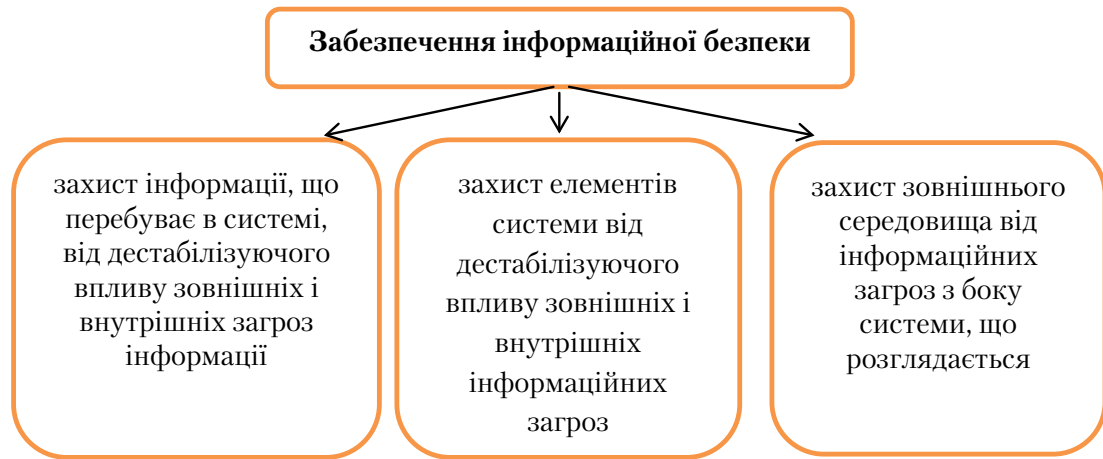 Забезпечення інформаційної безпеки
захист інформації, що
перебуває в системі,
від дестабілізуючого
впливу зовнішніх і
внутрішніх загроз
інформації
захист елементів
системи від
дестабілізуючого
впливу зовнішніх і
внутрішніх
інформаційних
загроз
захист зовнішнього
середовища від
інформаційних
загроз з боку
системи, що
розглядається